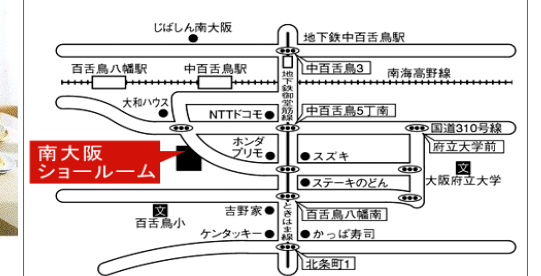 じばしん南大阪
地下鉄中百舌鳥駅
百舌鳥八幡駅
中百舌鳥駅
中百舌鳥3
南海高野線
地下鉄御堂筋線
大和ハウス
NTTドコモ
中百舌鳥5丁南
国道310号線
ホンダ
プリモ
スズキ
府立大学前
南大阪
ショールーム
文
大阪府立大学
ステーキのどん
文
百舌鳥小
吉野家
百舌鳥八幡南
ときはま線
ケンタッキー
かっぱ寿司
北条町1